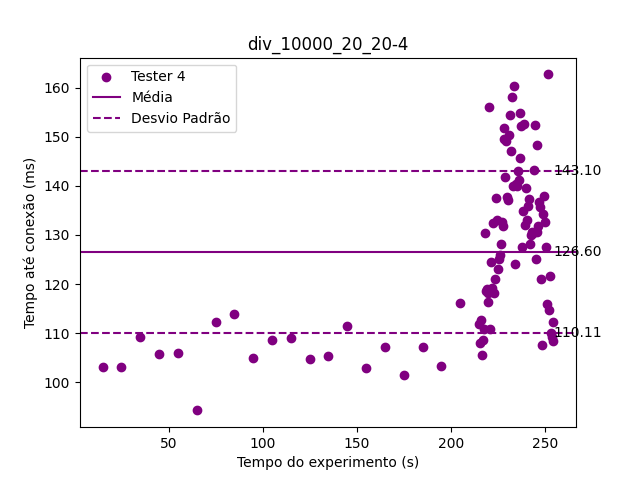 div_10000_20_20-4
Tester 4
Média
Desvio Padrão
Tempo até conexão (ms)
160
150
140
130
120
110
100
143.10
126.60
110.11
50
100
150
200
250
Tempo do experimento (s)